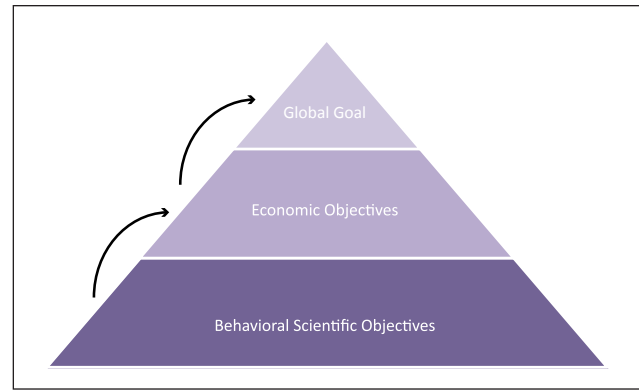 Global Goal
Economic Objectives
Behavioral Scientific Objectives